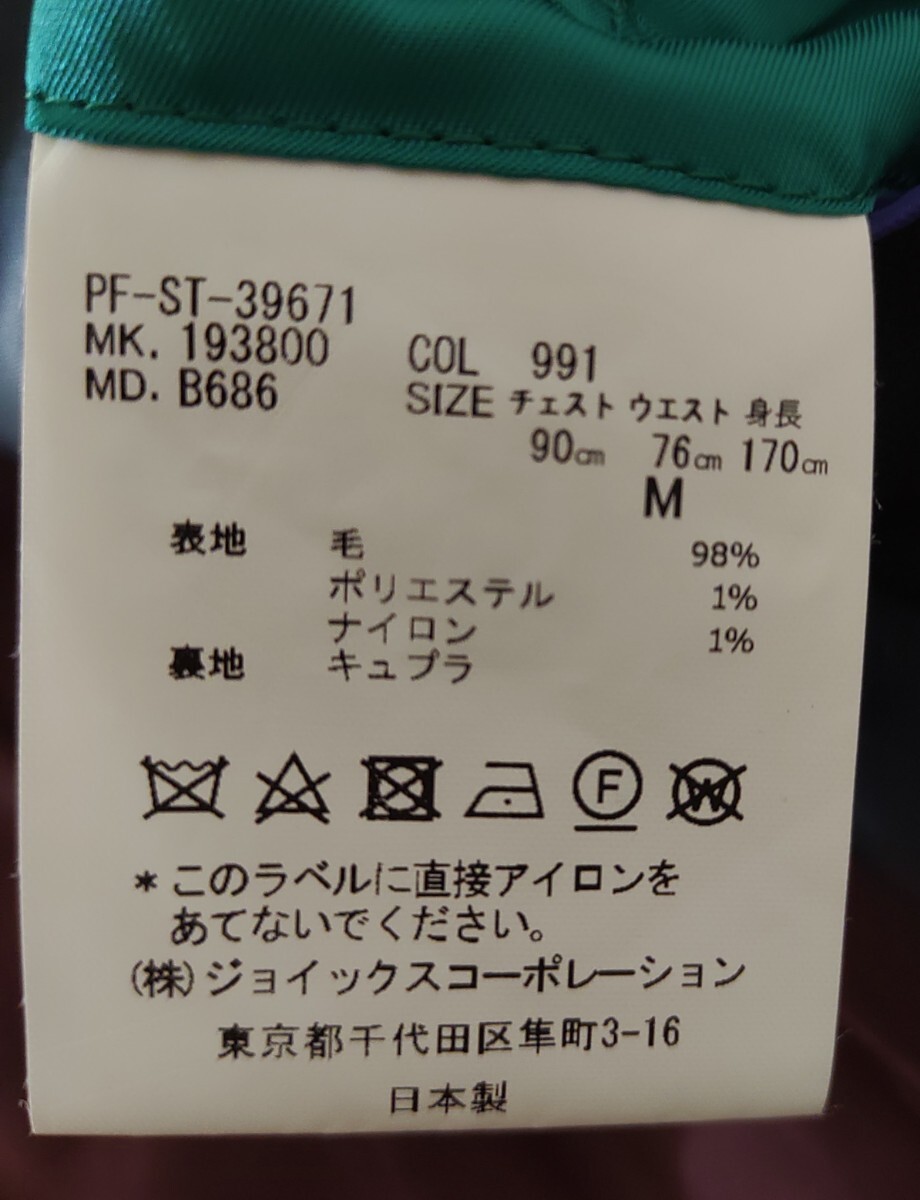 PF-ST-39671
MK. 193800 COL 991
MD. B686 SIZE チェスト ウエスト 身長
90cm 76cm 170cm
M
表地 毛 98%
ポリエステル 1%
ナイロン 1%
裏地 キュプラ
F
W
*このラベルに直接アイロンを
あてないでください。
(株)ジョイックスコーポレーション
東京都千代田区隼町3-16
日本製